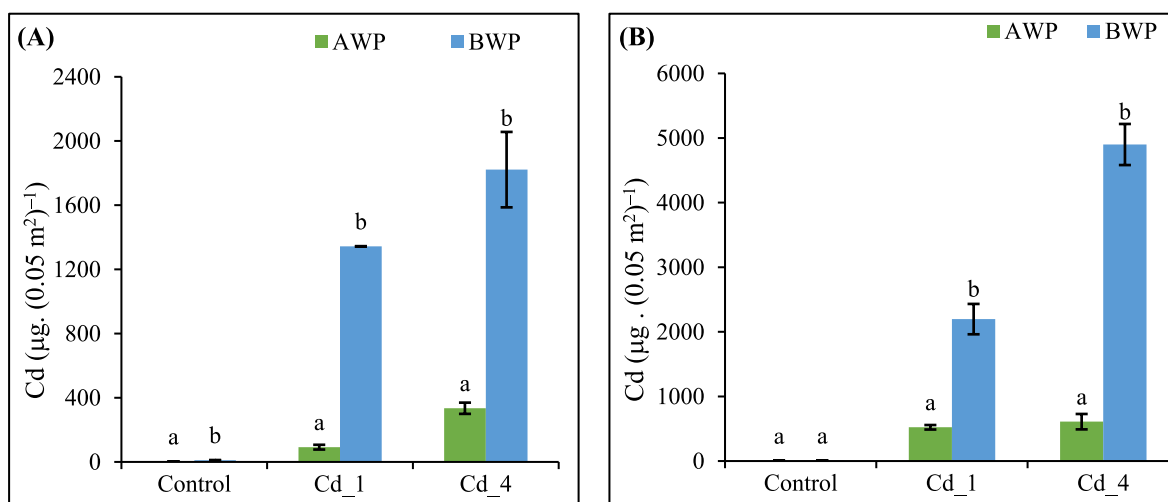 (A)
AWP BWP
2400
2000
1600
1200
800
400
0
Cd (µg. (0.05 m²)⁻¹
a b
a b
a b
Control Cd_1 Cd_4
(B)
AWP BWP
6000
5000
4000
3000
2000
1000
0
Cd (µg . (0.05 m²)⁻¹
a a
a b
a b
Control Cd_1 Cd_4